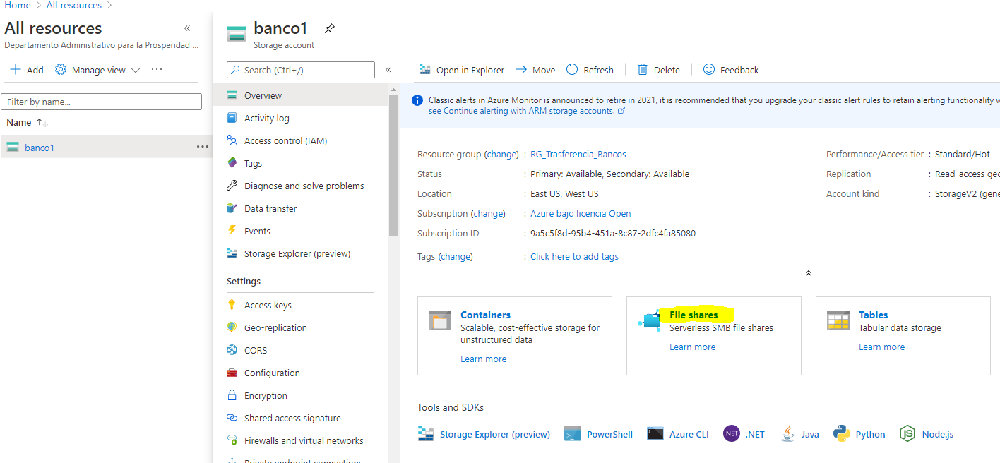 Home > All resources >
All resources «
Departamento Administrativo para la Prosperidad ...
+ Add Manage view ...
Filter by name...
Name ↑↓
banco1 ...
banco1
Storage account
Search (Ctrl+/) «
Overview
Activity log
Access control (IAM)
Tags
Diagnose and solve problems
Data transfer
Events
Storage Explorer (preview)
Settings
Access keys
Geo-replication
CORS
Configuration
Encryption
Shared access signature
Firewalls and virtual networks
Private endpoint connections
Open in Explorer Move Refresh Delete Feedback
Classic alerts in Azure Monitor is announced to retire in 2021, it is recommended that you upgrade your classic alert rules to retain alerting functionality w
see Continue alerting with ARM storage accounts.
Resource group (change) : RG_Trasferencia_Bancos
Status : Primary: Available, Secondary: Available
Location : East US, West US
Subscription (change) : Azure bajo licencia Open
Subscription ID : 9a5c5f8d-95b4-451a-8c87-2dfc4fa85080
Tags (change) : Click here to add tags
Performance/Access tier : Standard/Hot
Replication : Read-access geo
Account kind : StorageV2 (gene
Containers
Scalable, cost-effective storage for
unstructured data
Learn more
File shares
Serverless SMB file shares
Learn more
Tables
Tabular data storage
Learn more
Tools and SDKs
Storage Explorer (preview) PowerShell Azure CLI NET .NET Java Python JS Node.js